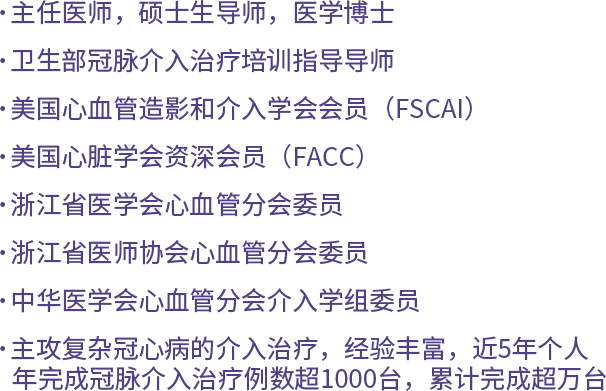 ·主任医师，硕士生导师，医学博士
·卫生部冠脉介入治疗培训指导导师
·美国心血管造影和介入学会会员（FSCAI）
·美国心脏学会资深会员（FACC）
·浙江省医学会心血管分会委员
·浙江省医师协会心血管分会委员
·中华医学会心血管分会介入学组委员
·主攻复杂冠心病的介入治疗，经验丰富，近5年个人
年完成冠脉介入治疗例数超1000台，累计完成超万台